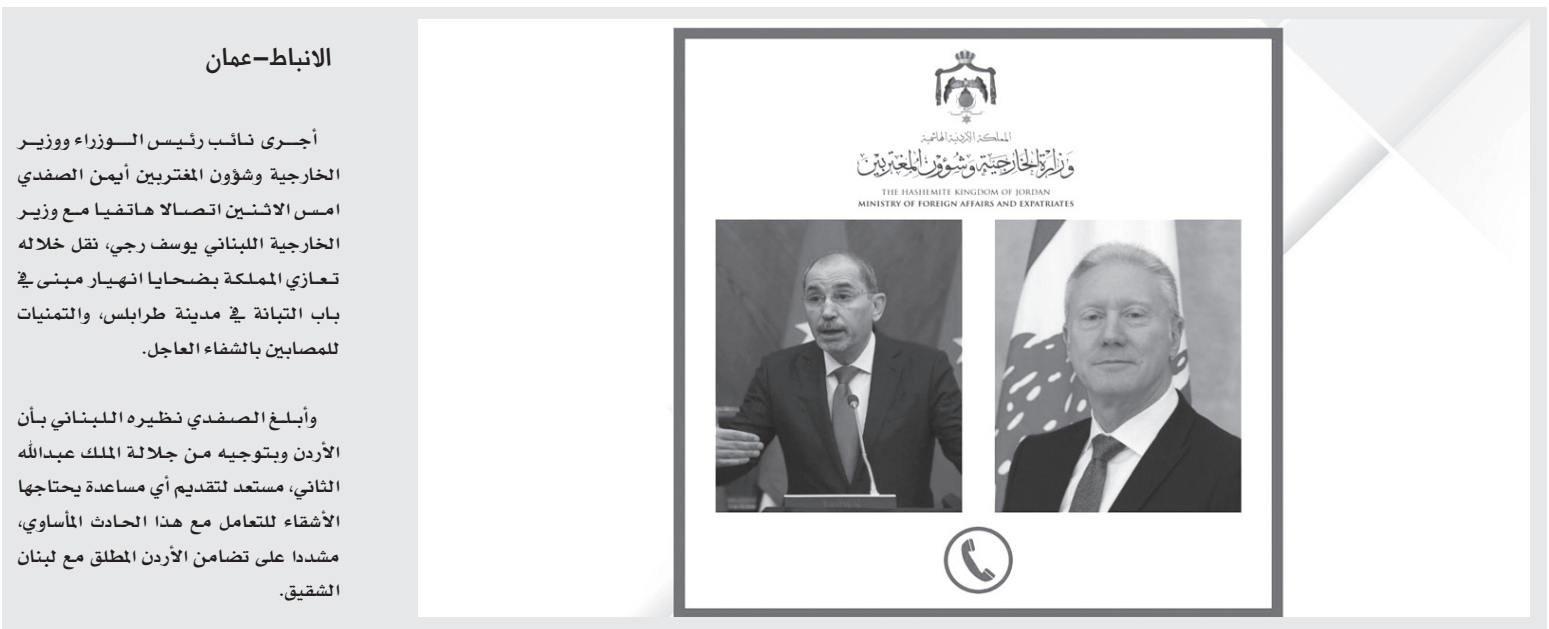 الانباط-عمان
أجرى نائب رئيس الوزراء ووزير
الخارجية وشؤون المغتربين أيمن الصفدي
امس الاثنين اتصالا هاتفيا مع وزير
الخارجية اللبناني يوسف رجي، نقل خلاله
تعازي المملكة بضحايا انهيار مبنى في
باب التبانة في مدينة طرابلس، والتمنيات
للمصابين بالشفاء العاجل.
وأبلغ الصفدي نظيره اللبناني بأن
الأردن وبتوجيه من جلالة الملك عبدالله
الثاني، مستعد لتقديم أي مساعدة يحتاجها
الأشقاء للتعامل مع هذا الحادث المأساوي،
مشددا على تضامن الأردن المطلق مع لبنان
الشقيق.
المملكة الأردنية الهاشمية
وزارة الخارجية وشؤون المغتربين
THE HASHEMITE KINGDOM OF JORDAN
MINISTRY OF FOREIGN AFFAIRS AND EXPATRIATES